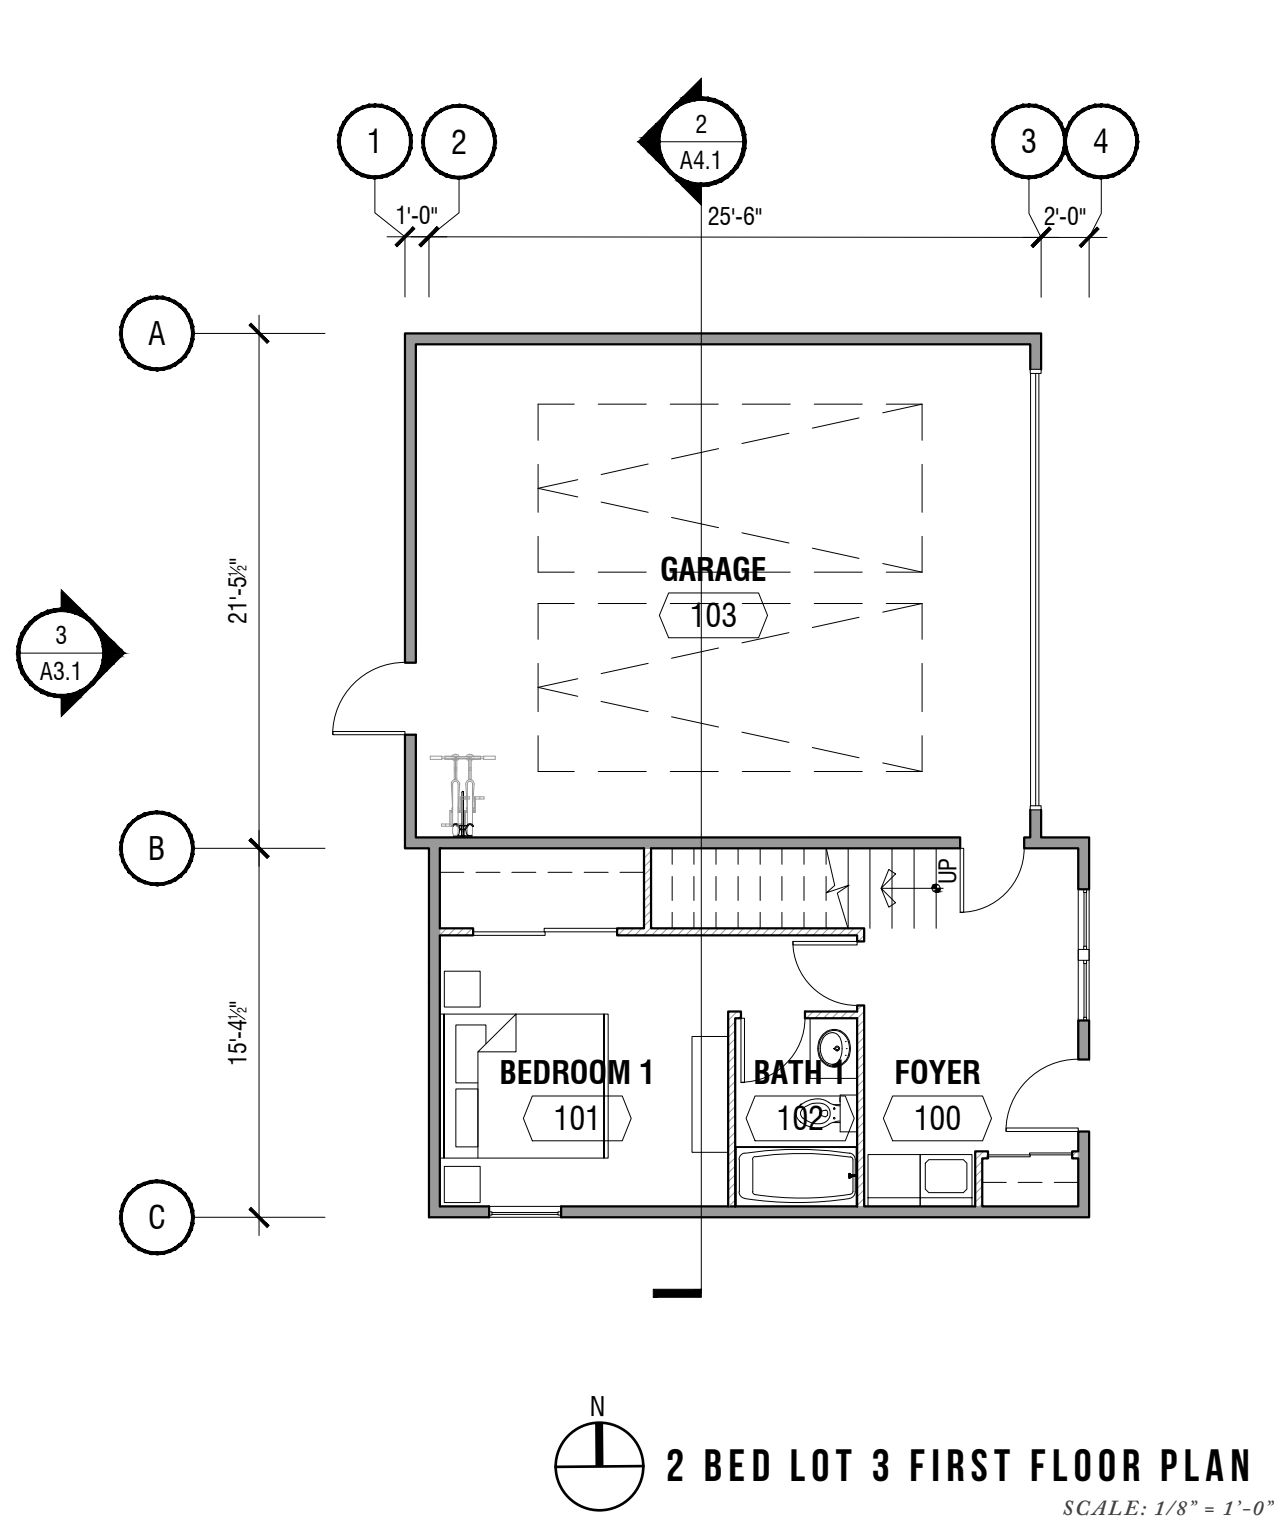 1
2
2
A4.1
3
4
1'-0"
25'-6"
2'-0"
A
21'-5½"
GARAGE
103
3
A3.1
B
UP
15'-4½"
BEDROOM 1
BATH 1
FOYER
101
102
100
C
N
2 BED LOT 3 FIRST FLOOR PLAN
SCALE: 1/8" = 1'-0"